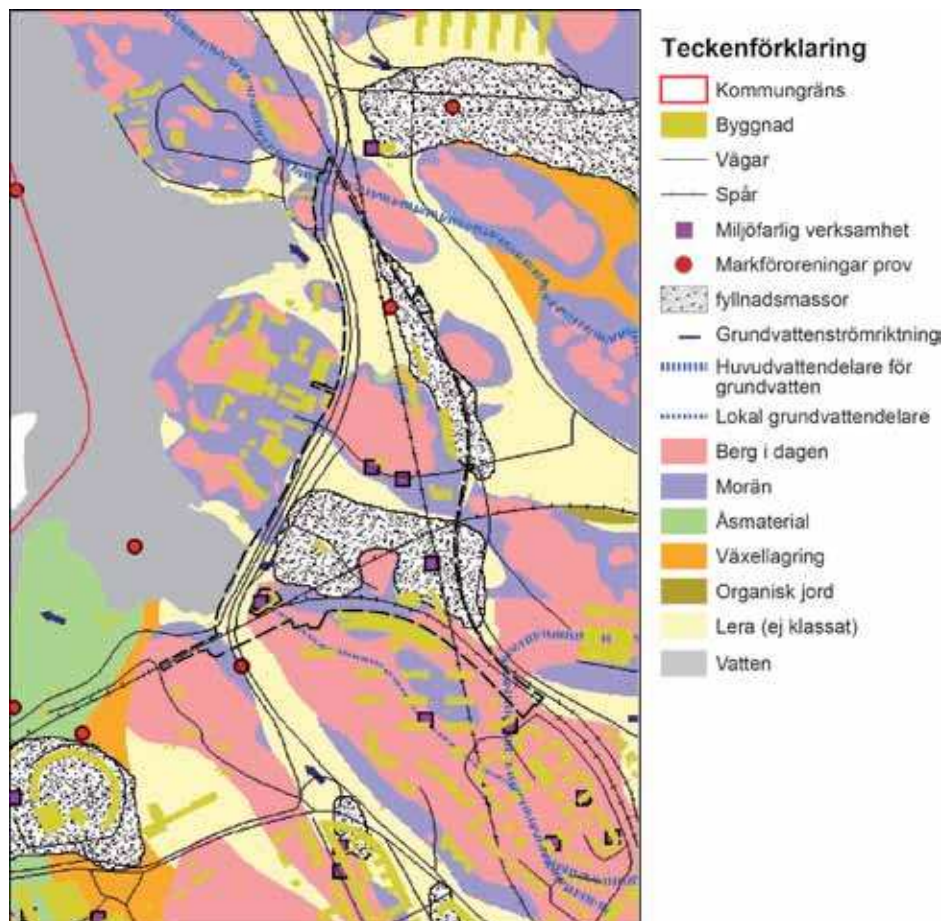 Teckenförklaring
Kommungräns
Byggnad
Vägar
Spår
Miljöfarlig verksamhet
Markföroreningar prov
fyllnadsmassor
Grundvattenströmriktning
Huvudvattendelare för
grundvatten
Lokal grundvattendelare
Berg i dagen
Morän
Åsmaterial
Växellagring
Organisk jord
Lera (ej klassat)
Vatten